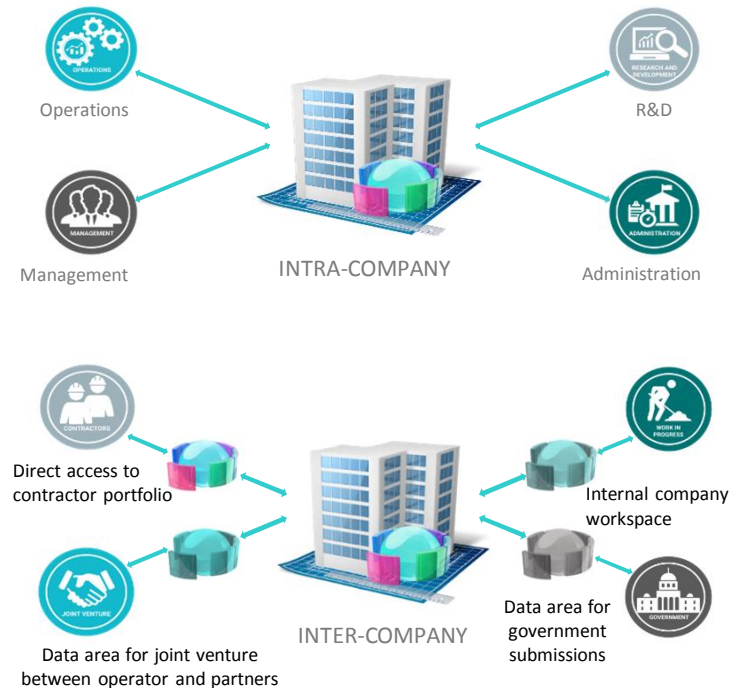 OPERATIONS
Operations
RESEARCH AND
DEVELOPMENT
R&D
MANAGEMENT
Management
ADMINISTRATION
Administration
INTRA-COMPANY
CONTRACTORS
Direct access to
contractor portfolio
WORK IN
PROGRESS
Internal company
workspace
JOINT VENTURE
Data area for joint venture
between operator and partners
INTER-COMPANY
GOVERNMENT
Data area for
government
submissions